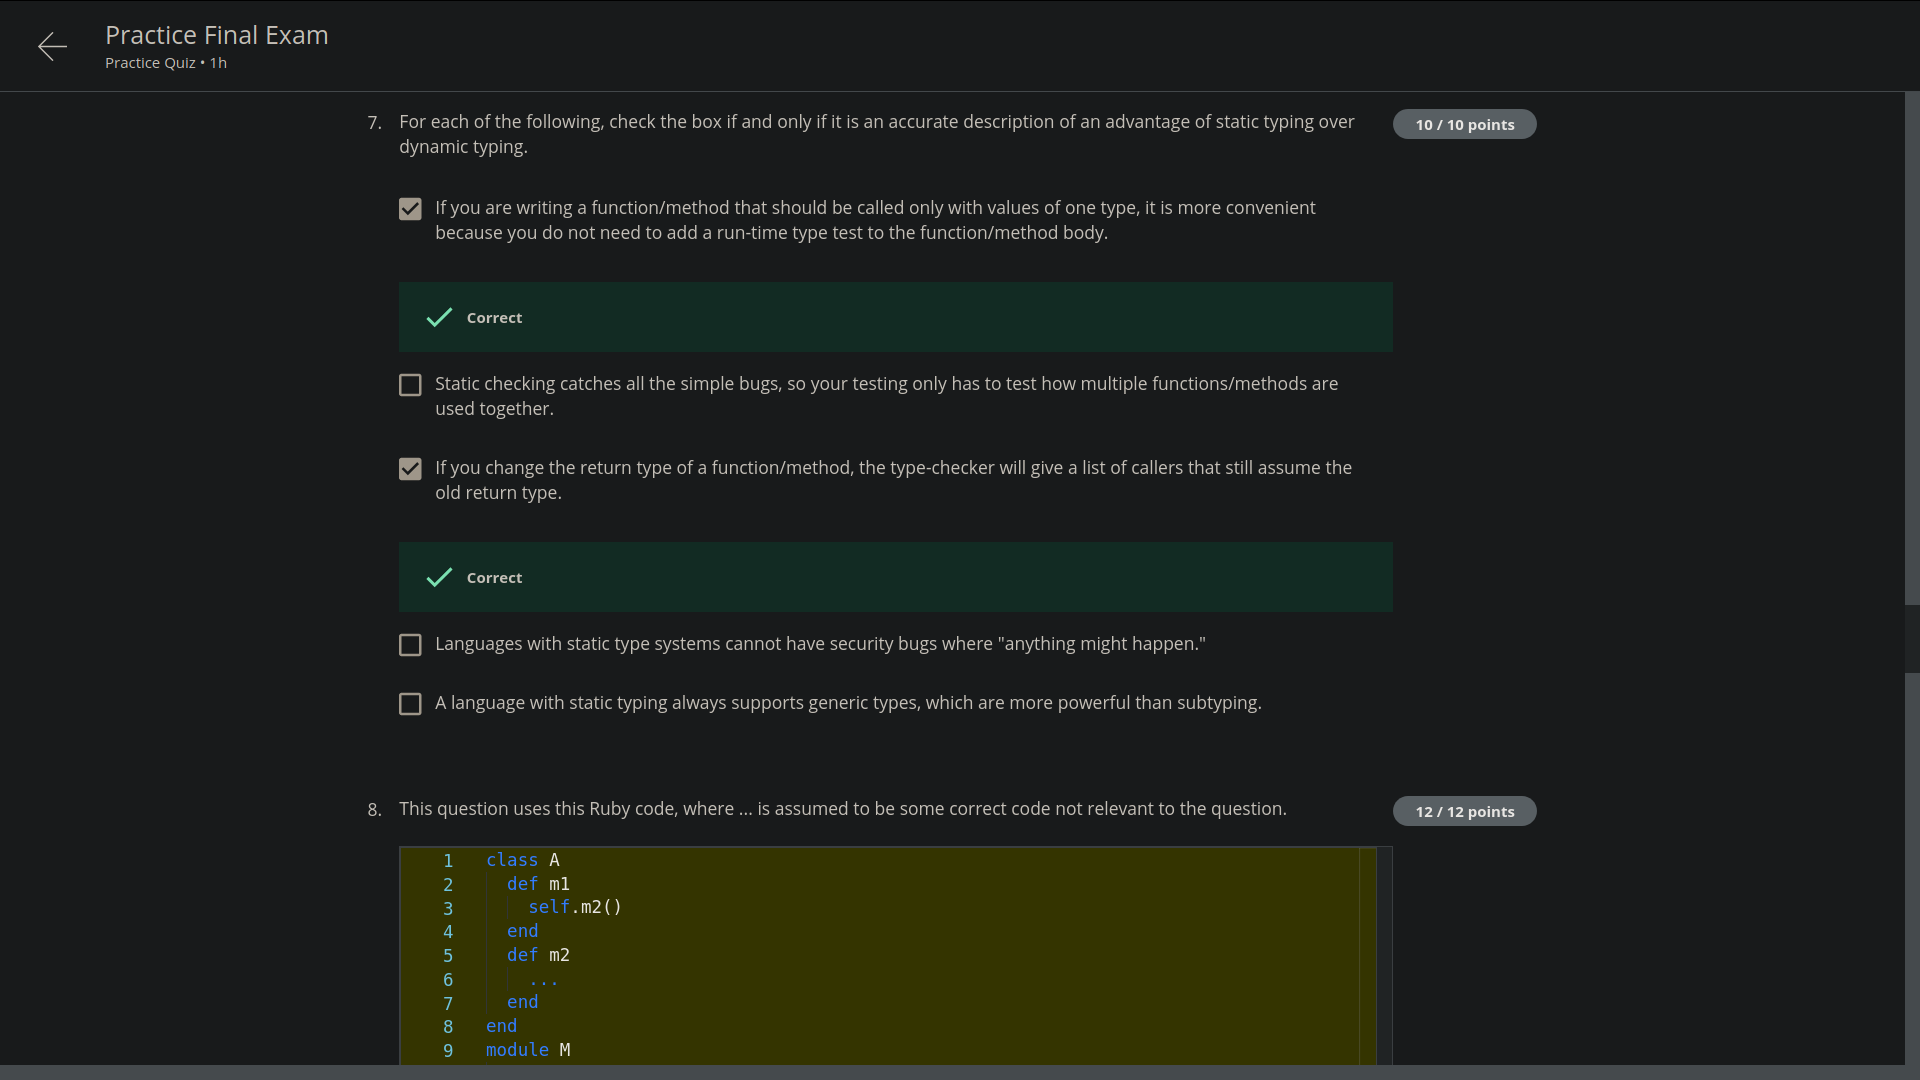 Practice Final Exam
Practice Quiz • 1h
7. For each of the following, check the box if and only if it is an accurate description of an advantage of static typing over
dynamic typing.
10 / 10 points
If you are writing a function/method that should be called only with values of one type, it is more convenient
because you do not need to add a run-time type test to the function/method body.
Correct
Static checking catches all the simple bugs, so your testing only has to test how multiple functions/methods are
used together.
If you change the return type of a function/method, the type-checker will give a list of callers that still assume the
old return type.
Correct
Languages with static type systems cannot have security bugs where "anything might happen."
A language with static typing always supports generic types, which are more powerful than subtyping.
8. This question uses this Ruby code, where ... is assumed to be some correct code not relevant to the question.
12 / 12 points
1 class A
2 def m1
3 self.m2()
4 end
5 def m2
6 ...
7 end
8 end
9 module M